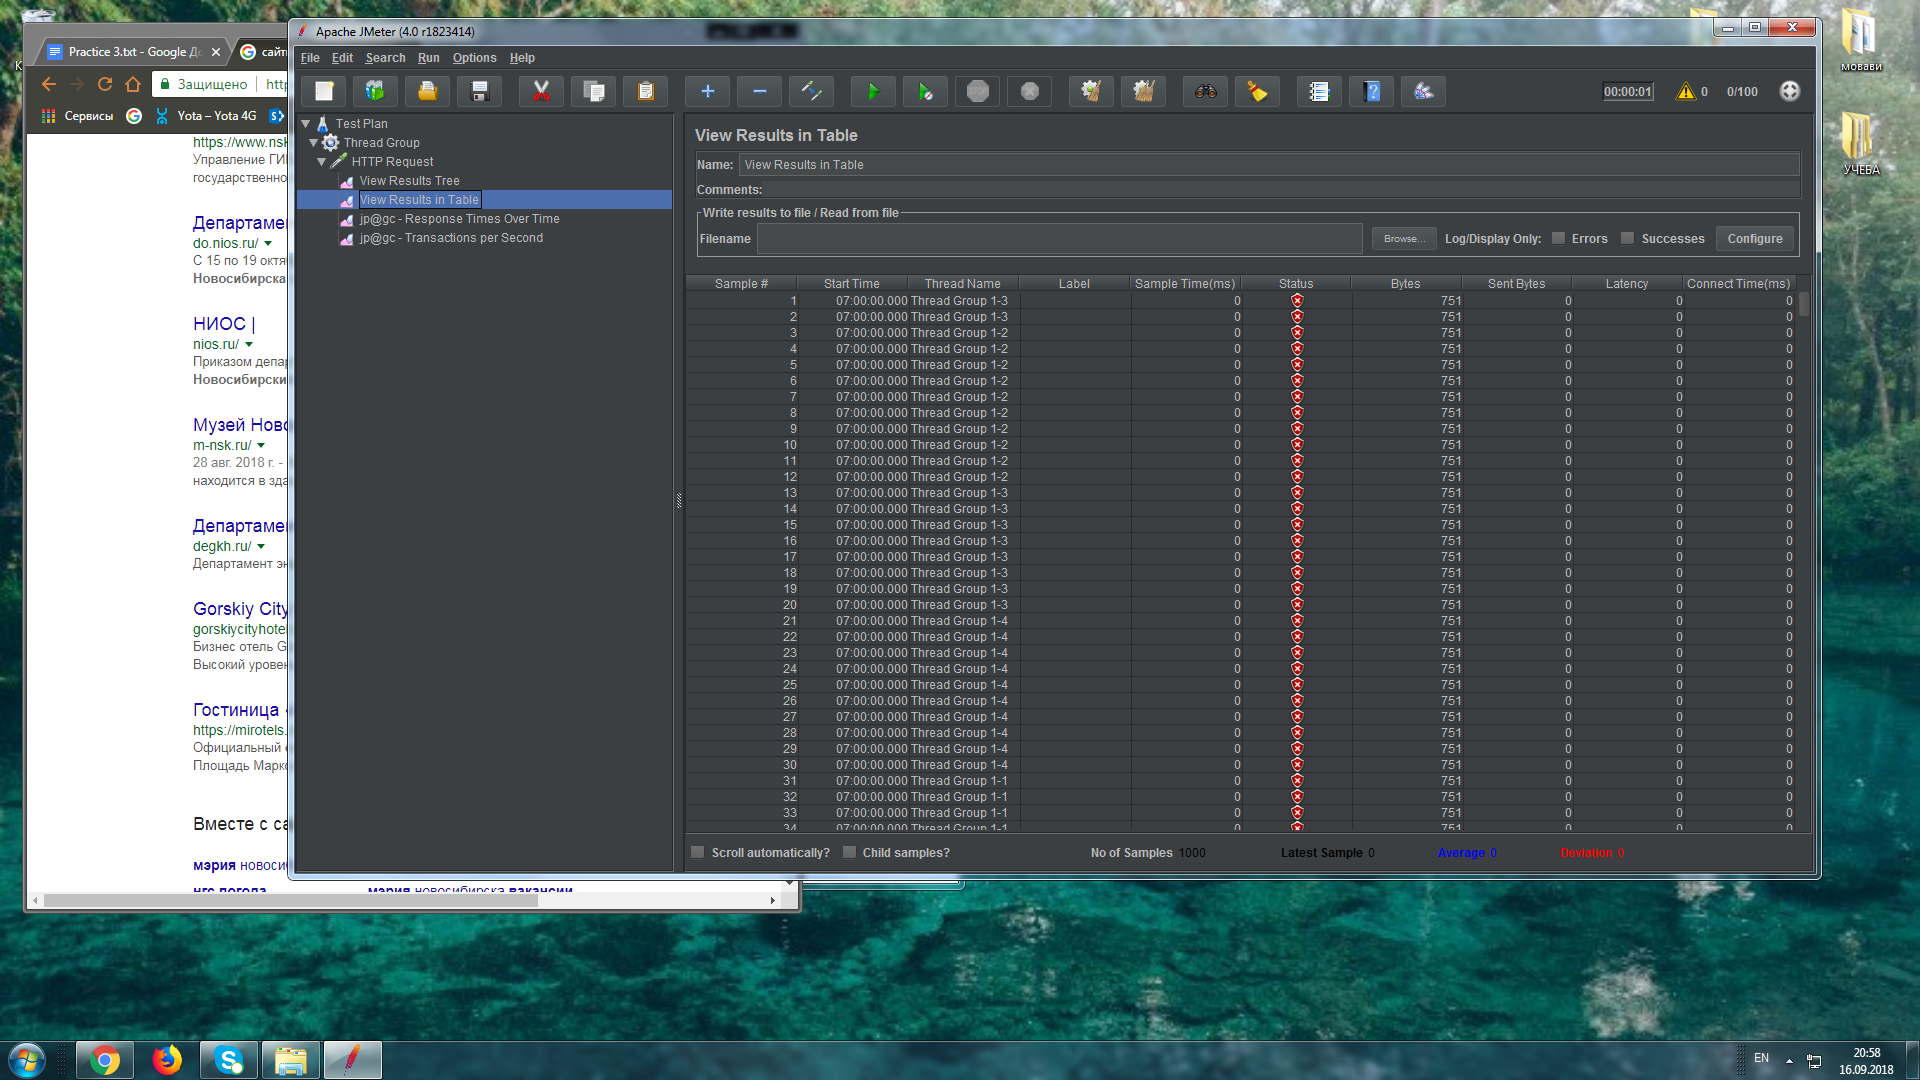 Apache JMeter (4.0 r1823414)
Practice 3.txt - Google Д
сайт
Защищено
Сервисы
Yota – Yota 4G
https://www.nsk
государственно
Департаме
do.nios.ru/
С 15 по 19 октя
Новосибирска
НИОС |
nios.ru/
Приказом депар
Новосибирски
Музей Ново
m-nsk.ru/
28 авг. 2018 г. -
находится в зда
Департамен
degkh.ru/
Департамент эн
Gorskiy City
gorskiycityhotel
Бизнес отель G
Высокий уровен
Гостиница
https://mirotels.
Официальный
Площадь Марк
Вместе с са
мэрия новосиб
нгс погода
мэрия новосибирска вакансии
File Edit Search Run Options Help
00:00:01 0 0/100
Test Plan
Thread Group
HTTP Request
View Results Tree
View Results in Table
jp@gc - Response Times Over Time
jp@gc - Transactions per Second
View Results in Table
Name: View Results in Table
Comments:
Write results to file / Read from file
Filename Browse... Log/Display Only: Errors Successes Configure
Sample # Start Time Thread Name Label Sample Time(ms) Status Bytes Sent Bytes Latency Connect Time(ms)
1 07:00:00.000 Thread Group 1-3 0 751 0 0 0
2 07:00:00.000 Thread Group 1-3 0 751 0 0 0
3 07:00:00.000 Thread Group 1-2 0 751 0 0 0
4 07:00:00.000 Thread Group 1-2 0 751 0 0 0
5 07:00:00.000 Thread Group 1-2 0 751 0 0 0
6 07:00:00.000 Thread Group 1-2 0 751 0 0 0
7 07:00:00.000 Thread Group 1-2 0 751 0 0 0
8 07:00:00.000 Thread Group 1-2 0 751 0 0 0
9 07:00:00.000 Thread Group 1-2 0 751 0 0 0
10 07:00:00.000 Thread Group 1-2 0 751 0 0 0
11 07:00:00.000 Thread Group 1-2 0 751 0 0 0
12 07:00:00.000 Thread Group 1-2 0 751 0 0 0
13 07:00:00.000 Thread Group 1-3 0 751 0 0 0
14 07:00:00.000 Thread Group 1-3 0 751 0 0 0
15 07:00:00.000 Thread Group 1-3 0 751 0 0 0
16 07:00:00.000 Thread Group 1-3 0 751 0 0 0
17 07:00:00.000 Thread Group 1-3 0 751 0 0 0
18 07:00:00.000 Thread Group 1-3 0 751 0 0 0
19 07:00:00.000 Thread Group 1-3 0 751 0 0 0
20 07:00:00.000 Thread Group 1-3 0 751 0 0 0
21 07:00:00.000 Thread Group 1-4 0 751 0 0 0
22 07:00:00.000 Thread Group 1-4 0 751 0 0 0
23 07:00:00.000 Thread Group 1-4 0 751 0 0 0
24 07:00:00.000 Thread Group 1-4 0 751 0 0 0
25 07:00:00.000 Thread Group 1-4 0 751 0 0 0
26 07:00:00.000 Thread Group 1-4 0 751 0 0 0
27 07:00:00.000 Thread Group 1-4 0 751 0 0 0
28 07:00:00.000 Thread Group 1-4 0 751 0 0 0
29 07:00:00.000 Thread Group 1-4 0 751 0 0 0
30 07:00:00.000 Thread Group 1-4 0 751 0 0 0
31 07:00:00.000 Thread Group 1-1 0 751 0 0 0
32 07:00:00.000 Thread Group 1-1 0 751 0 0 0
33 07:00:00.000 Thread Group 1-1 0 751 0 0 0
34 07:00:00.000 Thread Group 1-1 0 751 0 0 0
Scroll automatically? Child samples? No of Samples 1000 Latest Sample 0 Average 0 Deviation 0
мовави
УЧЕБА
EN
20:58
16.09.2018